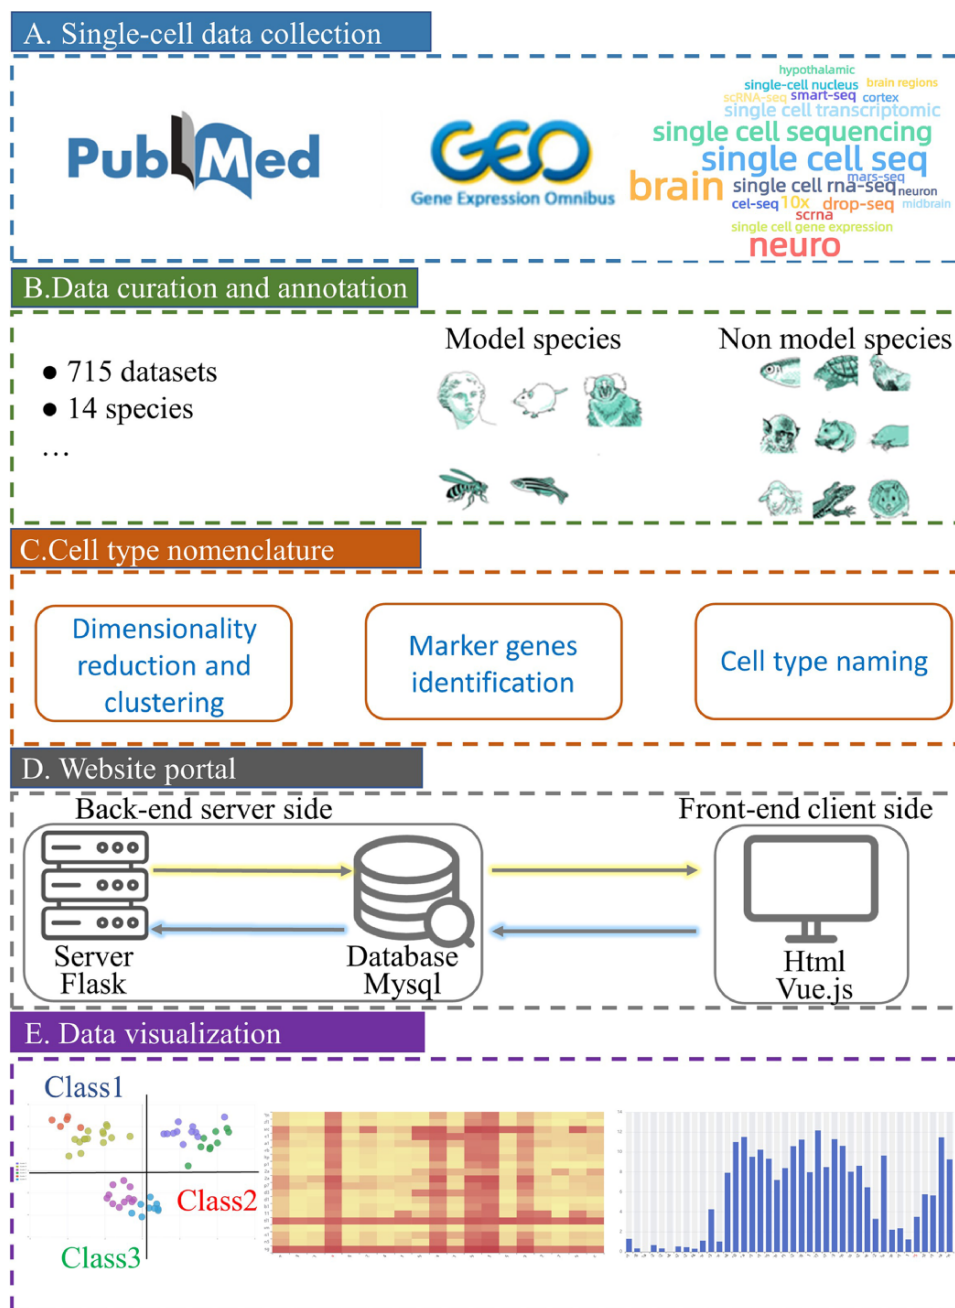 A. Single-cell data collection
PubMed
GEO
Gene Expression Omnibus
hypothalamic
single-cell nucleus
brain regions
scRNA-seq
smart-seq
cortex
single cell transcriptomic
single cell sequencing
single cell seq
mars-seq
brain
single cell rna-seq
neuron
cel-seq
10x
drop-seq
midbrain
scrna
single cell gene expression
neuro
B.Data curation and annotation
● 715 datasets
● 14 species
...
Model species
Non model species
C.Cell type nomenclature
Dimensionality
reduction and
clustering
Marker genes
identification
Cell type naming
D. Website portal
Back-end server side
Front-end client side
Server
Flask
Database
Mysql
Html
Vue.js
E. Data visualization
Class1
Class2
Class3